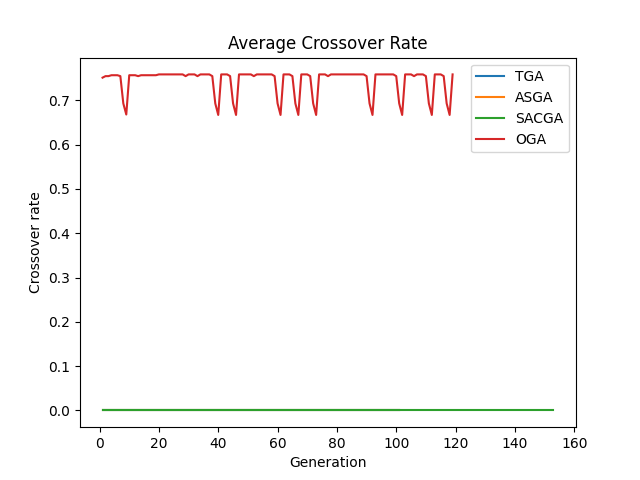 Average Crossover Rate
TGA
ASGA
SACGA
OGA
Crossover rate
0.7
0.6
0.5
0.4
0.3
0.2
0.1
0.0
0 20 40 60 80 100 120 140 160
Generation